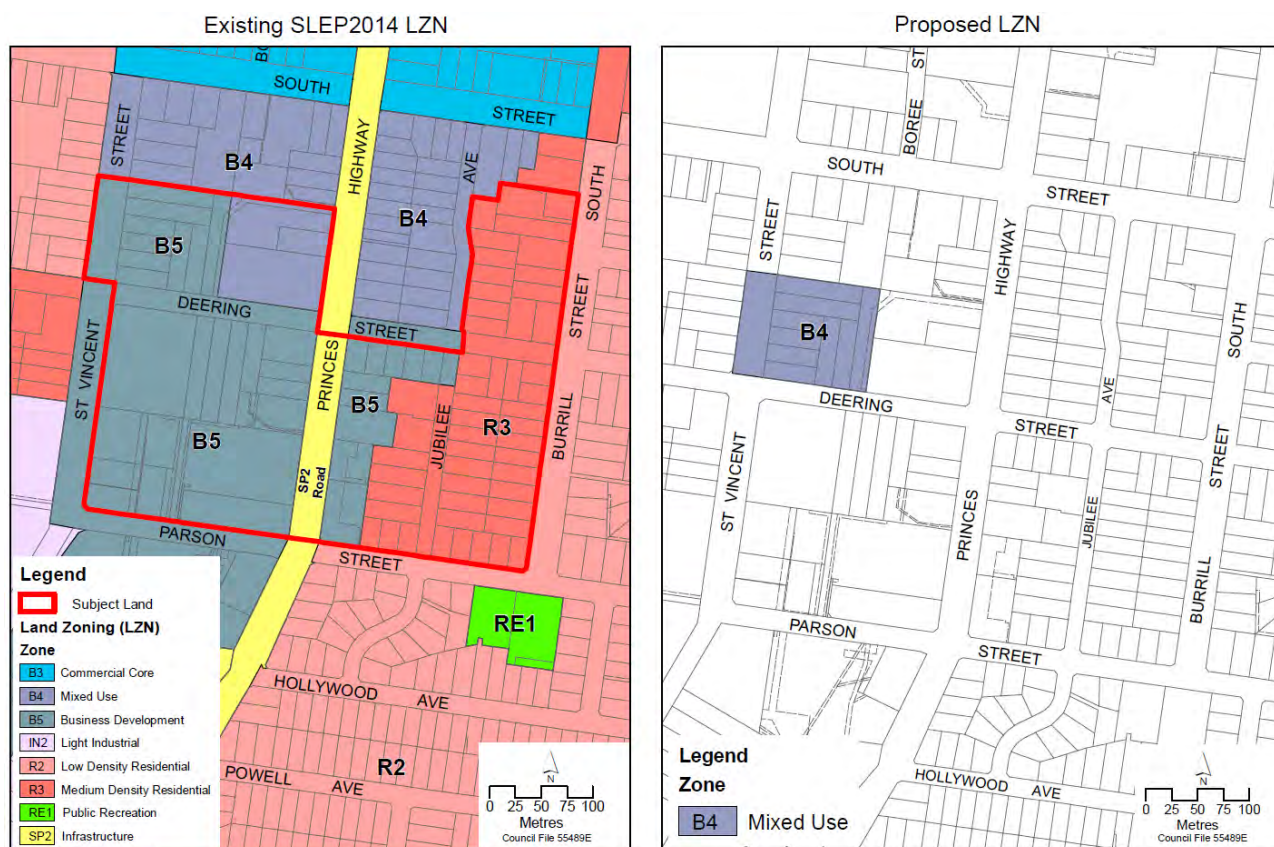 Existing SLEP2014 LZN
SOUTH
STREET
HIGHWAY
STREET
B4
AVE
SOUTH
B4
B5
DEERING
STREET
STREET
ST VINCENT
PRINCES
B5
R3
JUBILEE
BURRILL
B5
SP2
Road
PARSON
STREET
RE1
HOLLYWOOD AVE
R2
POWELL AVE
Legend
Subject Land
Land Zoning (LZN)
Zone
B3 Commercial Core
B4 Mixed Use
B5 Business Development
IN2 Light Industrial
R2 Low Density Residential
R3 Medium Density Residential
RE1 Public Recreation
SP2 Infrastructure
N
0 25 50 75 100
Metres
Council File 55489E
Proposed LZN
ST
BOREE
SOUTH
STREET
STREET
HIGHWAY
B4
SOUTH
DEERING
AVE
STREET
STREET
ST VINCENT
PRINCES
JUBILEE
BURRILL
PARSON
STREET
HOLLYWOOD AVE
Legend
Zone
B4 Mixed Use
N
0 25 50 75 100
Metres
Council File 55489E